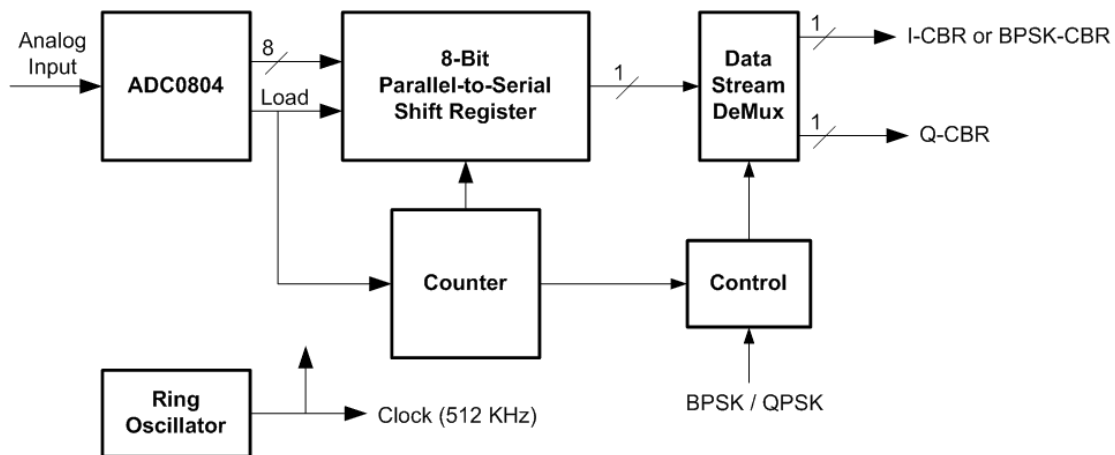 Analog
Input
ADC0804
8
Load
8-Bit
Parallel-to-Serial
Shift Register
1
Data
Stream
DeMux
1
I-CBR or BPSK-CBR
1
Q-CBR
Counter
Control
BPSK / QPSK
Ring
Oscillator
Clock (512 KHz)